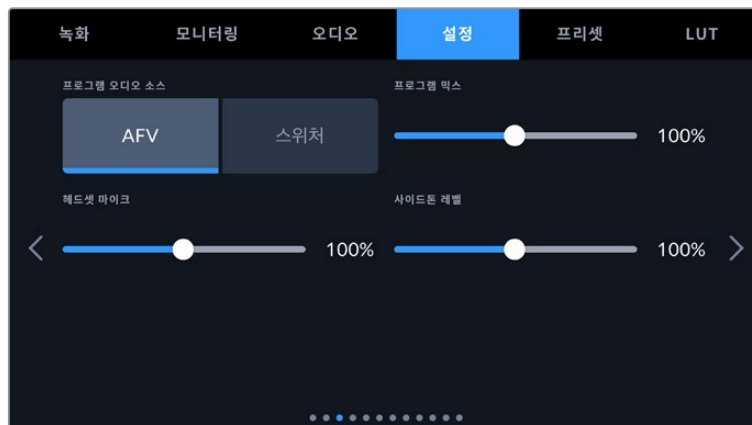 녹화 모니터링 오디오 설정 프리셋 LUT
프로그램 오디오 소스 프로그램 믹스
AFV 스위처 100%
헤드셋 마이크 사이드톤 레벨
100% 100%